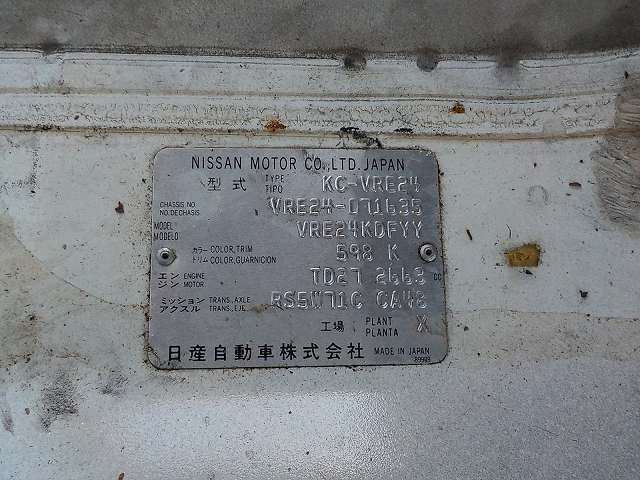 NISSAN MOTOR CO.,LTD.JAPAN
型式 TYPE TIPO KC-VRE24
CHASSIS NO NO.DECHASIS VRE24-071635
MODEL MODELO VRE24KDFYY
カラー トリム COLOR,TRIM COLOR,GUARNICION 598 K
エンジン ENGINE MOTOR TD27 2663 CC
ミッション アクスル TRANS,AXLE TRANS,EJE RS5W71C CA48
工場 PLANT PLANTA X
日産自動車株式会社 MADE IN JAPAN